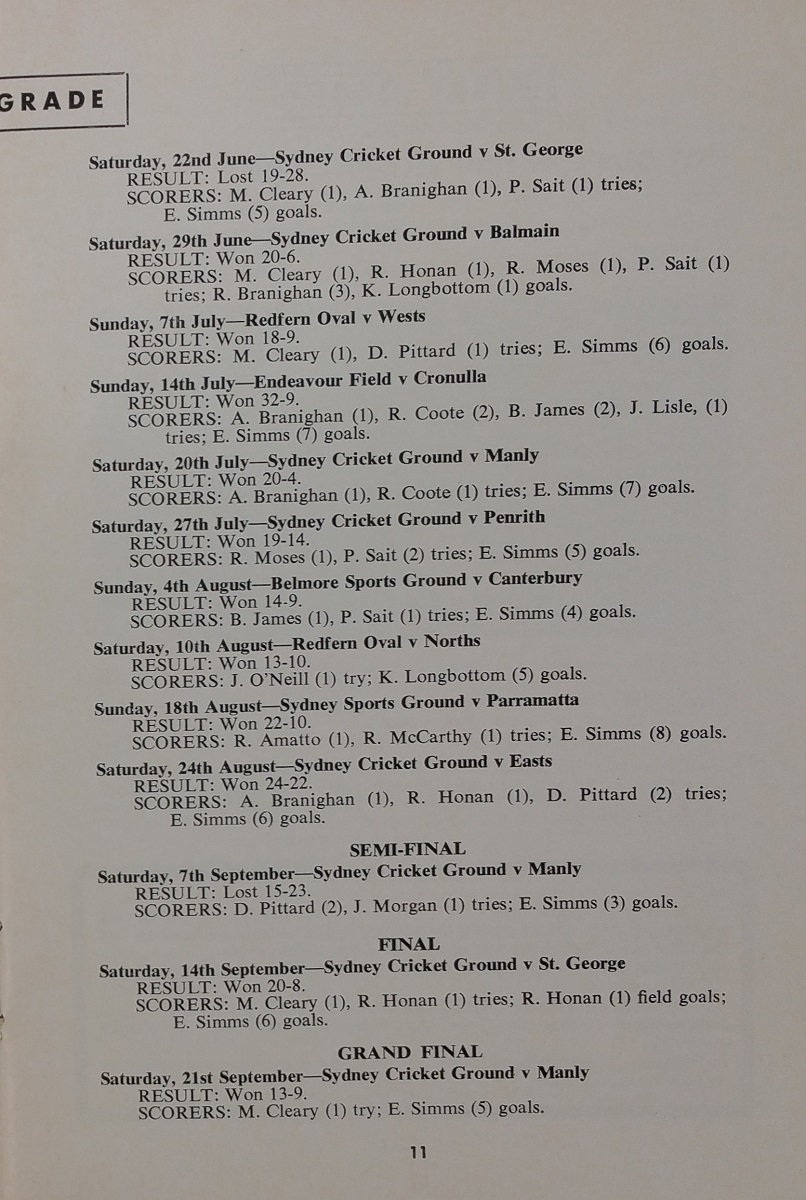 GRADE
Saturday, 22nd June—Sydney Cricket Ground v St. George
RESULT: Lost 19-28.
SCORERS: M. Cleary (1), A. Branighan (1), P. Sait (1) tries;
E. Simms (5) goals.
Saturday, 29th June—Sydney Cricket Ground v Balmain
RESULT: Won 20-6.
SCORERS: M. Cleary (1), R. Honan (1), R. Moses (1), P. Sait (1)
tries; R. Branighan (3), K. Longbottom (1) goals.
Sunday, 7th July—Redfern Oval v Wests
RESULT: Won 18-9.
SCORERS: M. Cleary (1), D. Pittard (1) tries; E. Simms (6) goals.
Sunday, 14th July—Endeavour Field v Cronulla
RESULT: Won 32-9.
SCORERS: A. Branighan (1), R. Coote (2), B. James (2), J. Lisle, (1)
tries; E. Simms (7) goals.
Saturday, 20th July—Sydney Cricket Ground v Manly
RESULT: Won 20-4.
SCORERS: A. Branighan (1), R. Coote (1) tries; E. Simms (7) goals.
Saturday, 27th July—Sydney Cricket Ground v Penrith
RESULT: Won 19-14.
SCORERS: R. Moses (1), P. Sait (2) tries; E. Simms (5) goals.
Sunday, 4th August—Belmore Sports Ground v Canterbury
RESULT: Won 14-9.
SCORERS: B. James (1), P. Sait (1) tries; E. Simms (4) goals.
Saturday, 10th August—Redfern Oval v Norths
RESULT: Won 13-10.
SCORERS: J. O'Neill (1) try; K. Longbottom (5) goals.
Sunday, 18th August—Sydney Sports Ground v Parramatta
RESULT: Won 22-10.
SCORERS: R. Amatto (1), R. McCarthy (1) tries; E. Simms (8) goals.
Saturday, 24th August—Sydney Cricket Ground v Easts
RESULT: Won 24-22.
SCORERS: A. Branighan (1), R. Honan (1), D. Pittard (2) tries;
E. Simms (6) goals.
SEMI-FINAL
Saturday, 7th September—Sydney Cricket Ground v Manly
RESULT: Lost 15-23.
SCORERS: D. Pittard (2), J. Morgan (1) tries; E. Simms (3) goals.
FINAL
Saturday, 14th September—Sydney Cricket Ground v St. George
RESULT: Won 20-8.
SCORERS: M. Cleary (1), R. Honan (1) tries; R. Honan (1) field goals;
E. Simms (6) goals.
GRAND FINAL
Saturday, 21st September—Sydney Cricket Ground v Manly
RESULT: Won 13-9.
SCORERS: M. Cleary (1) try; E. Simms (5) goals.
11